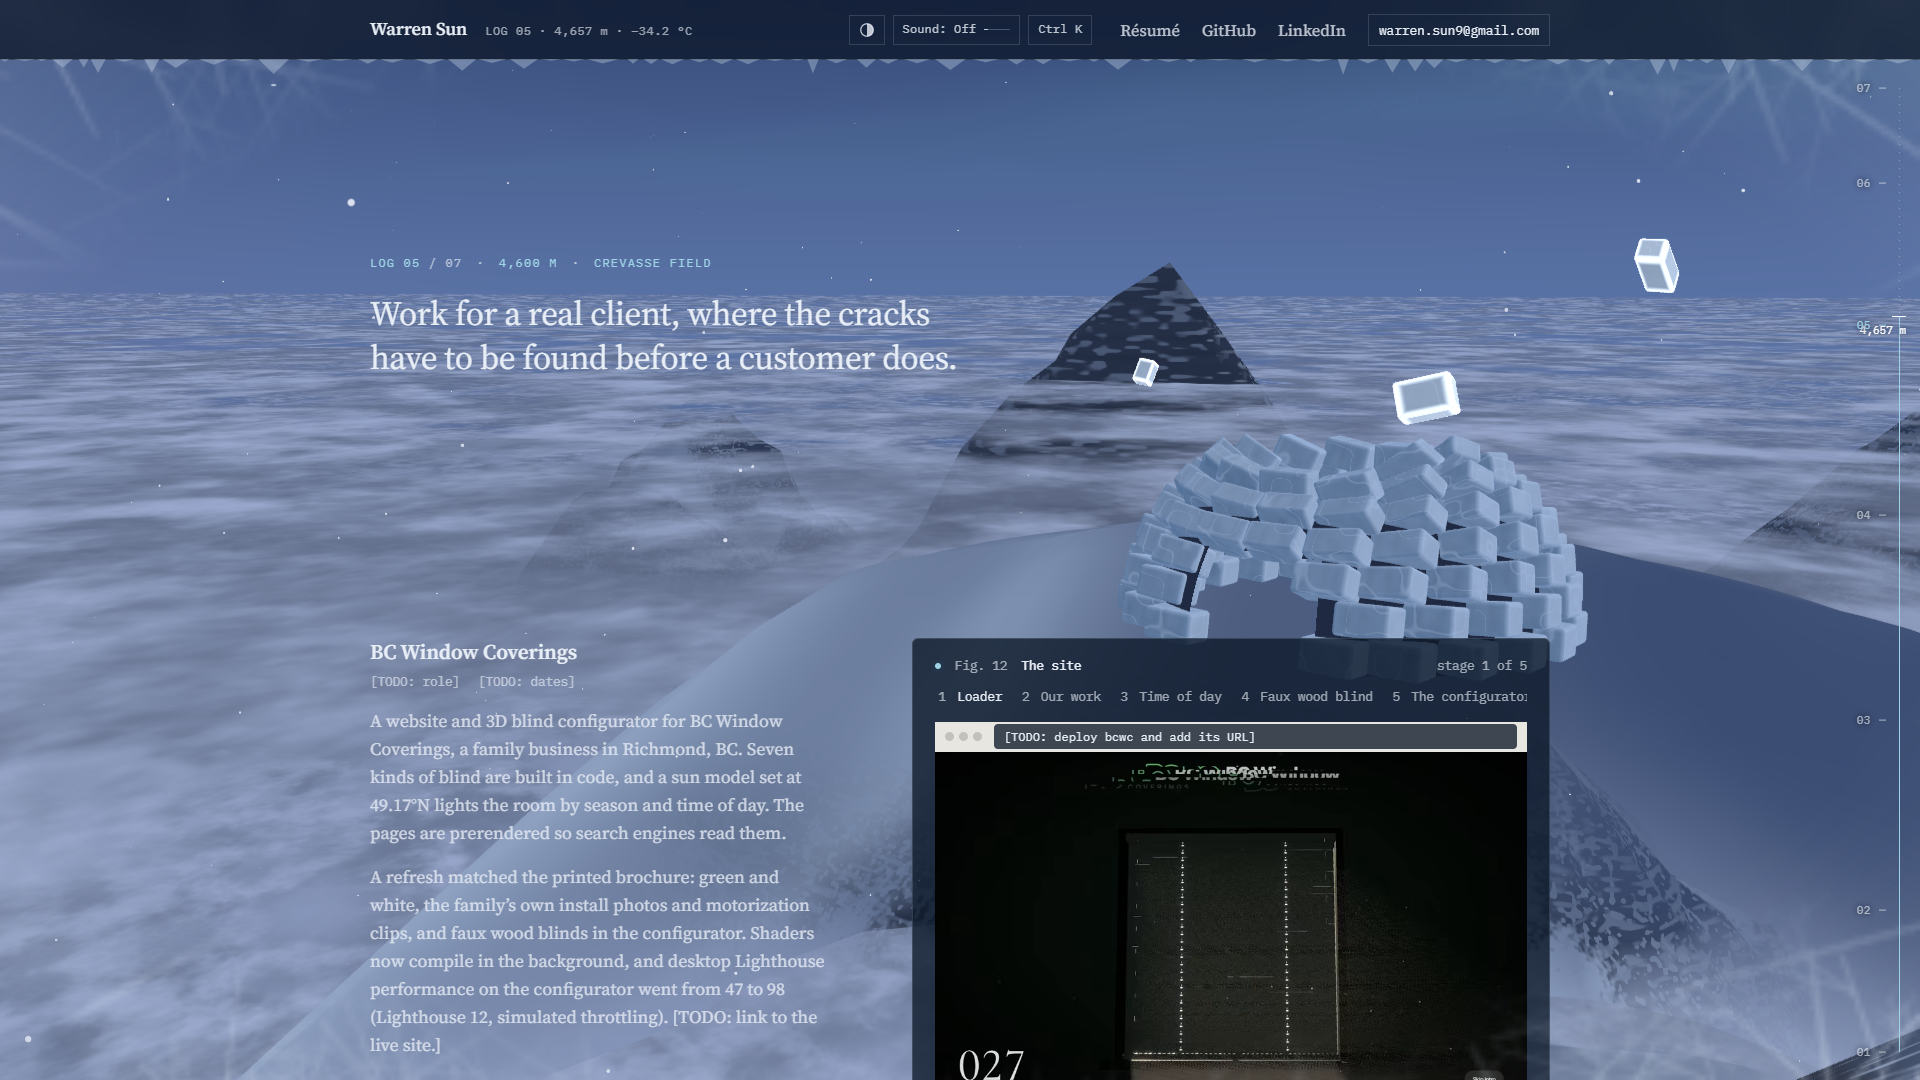 Warren Sun LOG 05 · 4,657 m · −34.2 °C Sound: Off Ctrl K Résumé GitHub LinkedIn warren.sun9@gmail.com
07
06
LOG 05 / 07 · 4,600 M · CREVASSE FIELD
Work for a real client, where the cracks
have to be found before a customer does.
05
4,657 m
04
BC Window Coverings
[TODO: role] [TODO: dates]
A website and 3D blind configurator for BC Window
Coverings, a family business in Richmond, BC. Seven
kinds of blind are built in code, and a sun model set at
49.17°N lights the room by season and time of day. The
pages are prerendered so search engines read them.
A refresh matched the printed brochure: green and
white, the family’s own install photos and motorization
clips, and faux wood blinds in the configurator. Shaders
now compile in the background, and desktop Lighthouse
performance on the configurator went from 47 to 98
(Lighthouse 12, simulated throttling). [TODO: link to the
live site.]
Fig. 12 The site stage 1 of 5
1 Loader 2 Our work 3 Time of day 4 Faux wood blind 5 The configurator
[TODO: deploy bcwc and add its URL]
027
03
02
01